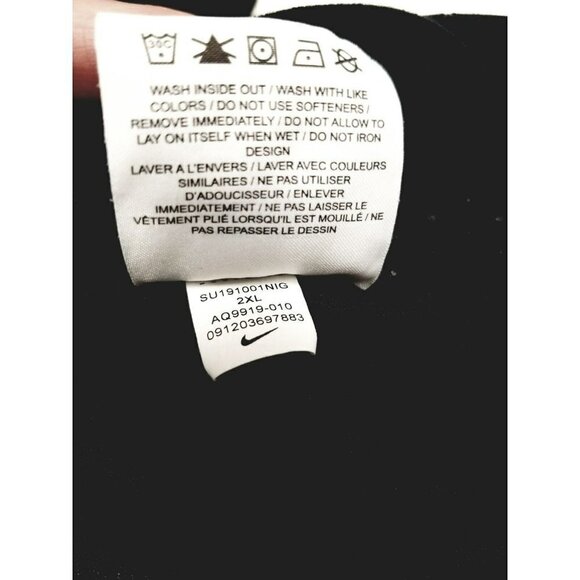 30C
WASH INSIDE OUT / WASH WITH LIKE
COLORS / DO NOT USE SOFTENERS /
REMOVE IMMEDIATELY / DO NOT ALLOW TO
LAY ON ITSELF WHEN WET / DO NOT IRON
DESIGN
LAVER A L'ENVERS / LAVER AVEC COULEURS
SIMILAIRES / NE PAS UTILISER
D'ADOUCISSEUR / ENLEVER
IMMEDIATEMENT / NE PAS LAISSER LE
VÊTEMENT PLIÉ LORSQU'IL EST MOUILLÉ / NE
PAS REPASSER LE DESSIN
SU191001NIG
2XL
AQ9919-010
091203697883